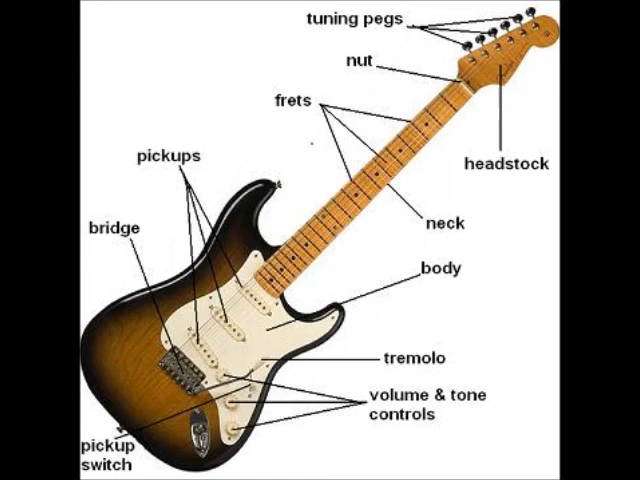 tuning pegs
nut
frets
pickups
headstock
bridge
neck
body
tremolo
volume & tone
controls
pickup
switch